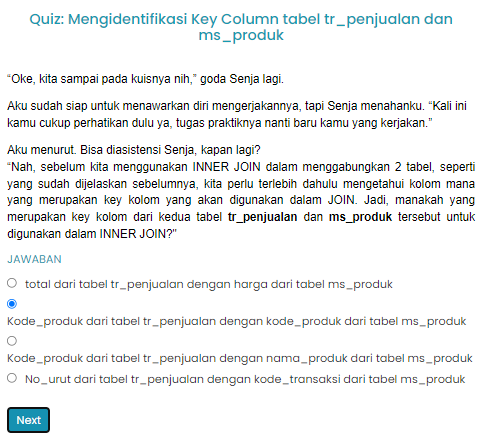 Quiz: Mengidentifikasi Key Column tabel tr_penjualan dan
ms_produk
“Oke, kita sampai pada kuisnya nih,” goda Senja lagi.
Aku sudah siap untuk menawarkan diri mengerjakannya, tapi Senja menahanku. “Kali ini
kamu cukup perhatikan dulu ya, tugas praktiknya nanti baru kamu yang kerjakan.”
Aku menurut. Bisa diasistensi Senja, kapan lagi?
“Nah, sebelum kita menggunakan INNER JOIN dalam menggabungkan 2 tabel, seperti
yang sudah dijelaskan sebelumnya, kita perlu terlebih dahulu mengetahui kolom mana
yang merupakan key kolom yang akan digunakan dalam JOIN. Jadi, manakah yang
merupakan key kolom dari kedua tabel tr_penjualan dan ms_produk tersebut untuk
digunakan dalam INNER JOIN?”
JAWABAN
total dari tabel tr_penjualan dengan harga dari tabel ms_produk
Kode_produk dari tabel tr_penjualan dengan kode_produk dari tabel ms_produk
Kode_produk dari tabel tr_penjualan dengan nama_produk dari tabel ms_produk
No_urut dari tabel tr_penjualan dengan kode_transaksi dari tabel ms_produk
Next